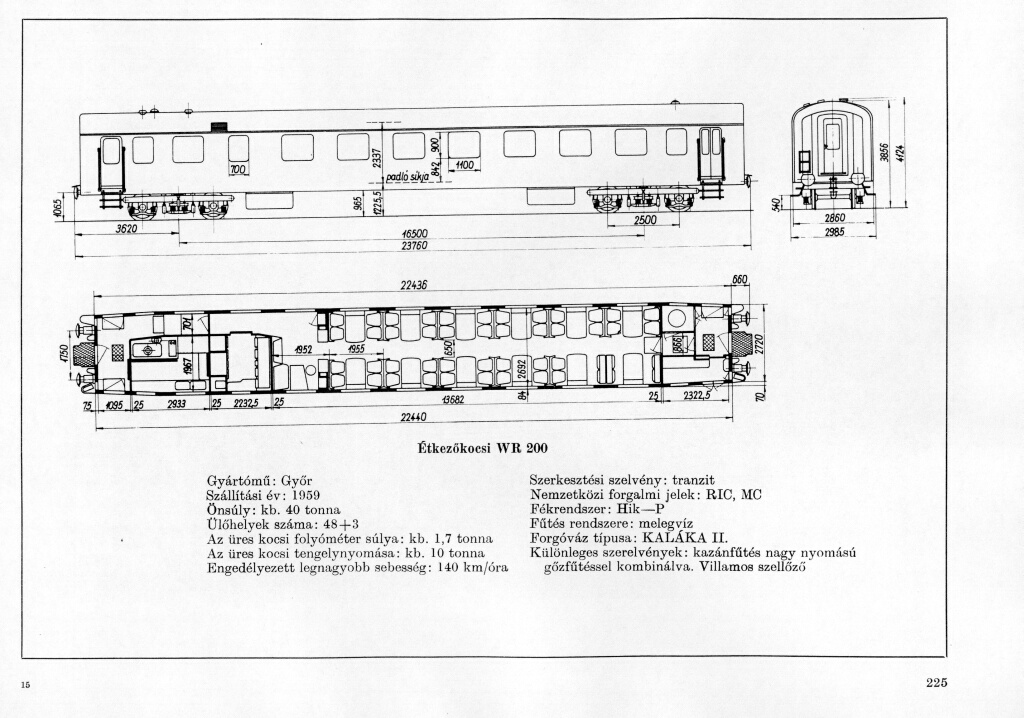 700
2337
padló síkja
842
900
1100
1065
965
1225,5
3620
2500
16500
23760
540
3856
4124
2860
2985
22436
660
1750
701
1967
1952
1955
650
2692
84
999
2720
70
75
1095
25
2933
25
2232,5
25
13682
25
2322,5
22440
Étkezőkocsi WR 200
Gyártómű: Győr
Szállítási év: 1959
Önsúly: kb. 40 tonna
Ülőhelyek száma: 48+3
Az üres kocsi folyóméter súlya: kb. 1,7 tonna
Az üres kocsi tengelynyomása: kb. 10 tonna
Engedélyezett legnagyobb sebesség: 140 km/óra
Szerkesztési szelvény: tranzit
Nemzetközi forgalmi jelek: RIC, MC
Fékrendszer: Hik—P
Fűtés rendszere: melegvíz
Forgóváz típusa: KALÁKA II.
Különleges szerelvények: kazánfűtés nagy nyomású
gőzfűtéssel kombinálva. Villamos szellőző
15
225